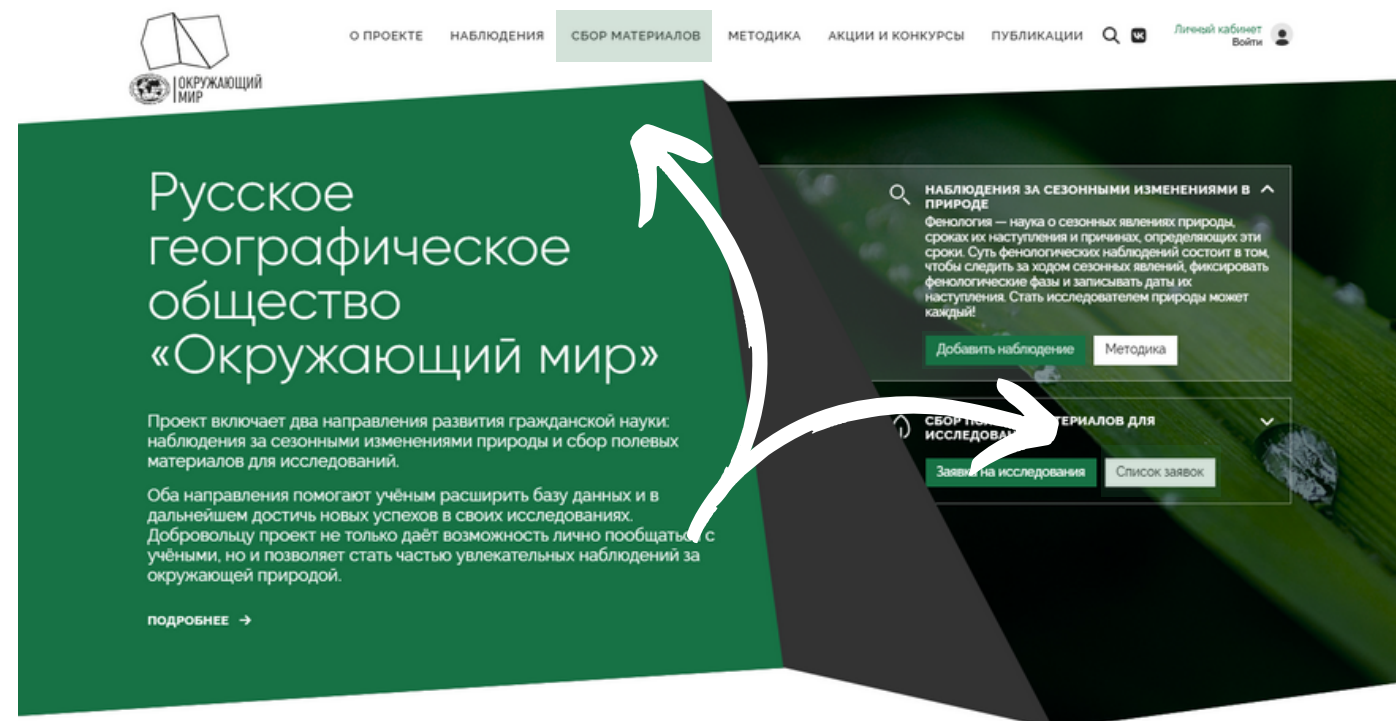 О ПРОЕКТЕ НАБЛЮДЕНИЯ СБОР МАТЕРИАЛОВ МЕТОДИКА АКЦИИ И КОНКУРСЫ ПУБЛИКАЦИИ
Личный кабинет
Войти
ОКРУЖАЮЩИЙ
МИР
Русское
географическое
общество
«Окружающий мир»
Проект включает два направления развития гражданской науки:
наблюдения за сезонными изменениями природы и сбор полевых
материалов для исследований.
Оба направления помогают учёным расширить базу данных и в
дальнейшем достичь новых успехов в своих исследованиях.
Добровольцу проект не только даёт возможность лично пообщаться с
учёными, но и позволяет стать частью увлекательных наблюдений за
окружающей природой.
ПОДРОБНЕЕ →
НАБЛЮДЕНИЯ ЗА СЕЗОННЫМИ ИЗМЕНЕНИЯМИ В
ПРИРОДЕ
Фенология — наука о сезонных явлениях природы,
сроках их наступления и причинах, определяющих эти
сроки. Суть фенологических наблюдений состоит в том,
чтобы следить за ходом сезонных явлений, фиксировать
фенологические фазы и записывать даты их
наступления. Стать исследователем природы может
каждый!
Добавить наблюдение Методика
СБОР ДЛЯ
Заявка на исследования Список заявок